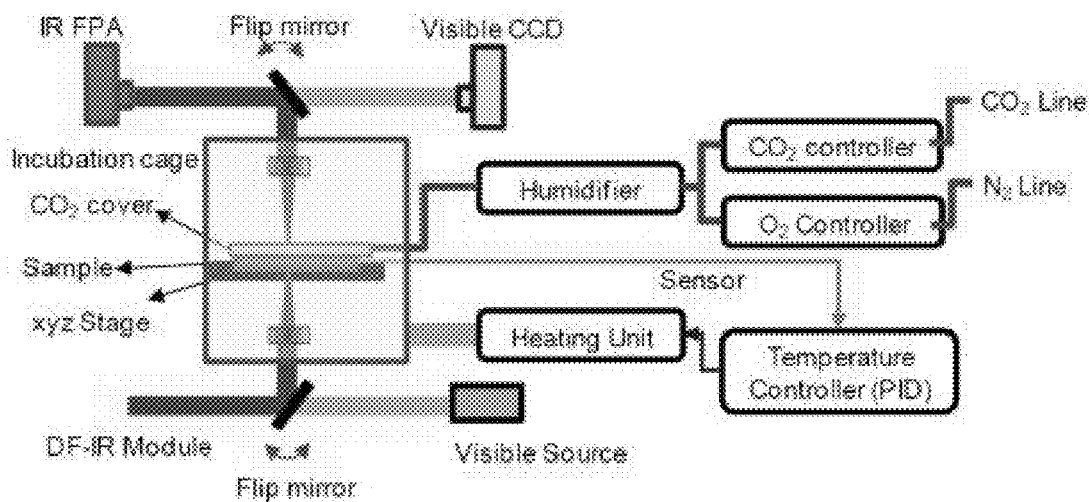 IR FPA
Flip mirror
Visible CCD
CO₂ Line
Incubation cage
CO₂ controller
CO₂ cover
Humidifier
N₂ Line
O₂ Controller
Sample
Sensor
xyz Stage
Heating Unit
Temperature
Controller (PID)
DF-IR Module
Visible Source
Flip mirror